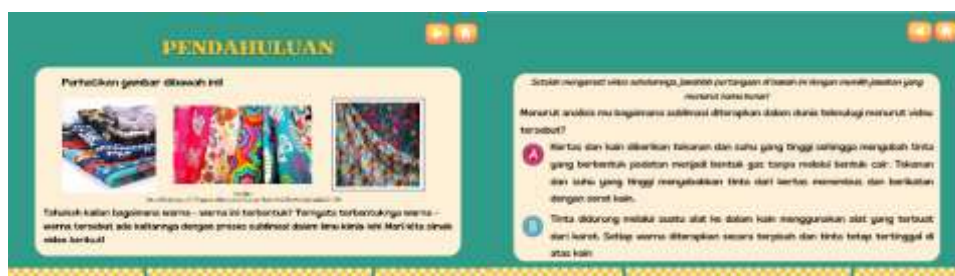 PENDAHULUAN
Perhatikan gambar dibawah ini!
Tahukah kalian bagaimana warna - warna ini terbentuk? Ternyata terbentuknya warna -
warna tersebut ada kaitannya dengan proses sublimasi dalam ilmu kimia loh! Mari kita simak
video berikut!
Setelah mengamati video sebelumnya, jawablah pertanyaan di bawah ini dengan memilih jawaban yang
menurut kamu benar!
Menurut analisis mu bagaimana sublimasi diterapkan dalam dunia teknologi menurut video
tersebut?
A Kertas dan kain diberikan tekanan dan suhu yang tinggi sehingga mengubah tinta
yang berbentuk padatan menjadi bentuk gas tanpa melalui bentuk cair. Tekanan
dan suhu yang tinggi menyebabkan tinta dari kertas menembus dan berikatan
dengan serat kain.
B Tinta didorong melalui suatu alat ke dalam kain menggunakan alat yang terbuat
dari karet. Setiap warna diterapkan secara terpisah dan tinta tetap tertinggal di
atas kain